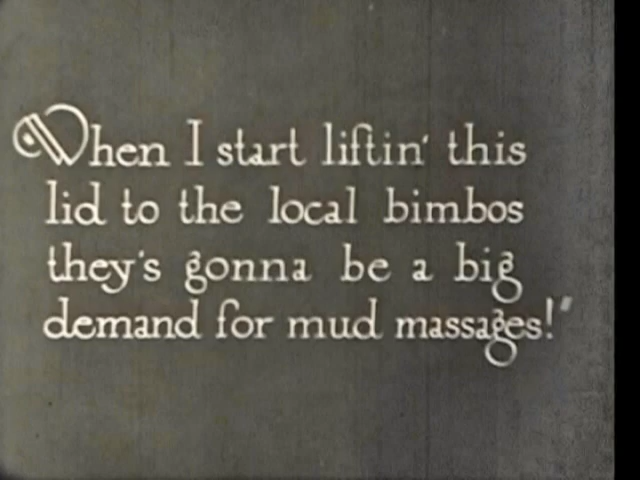 When I start liftin' this
lid to the local bimbos
they's gonna be a big
demand for mud massages!"